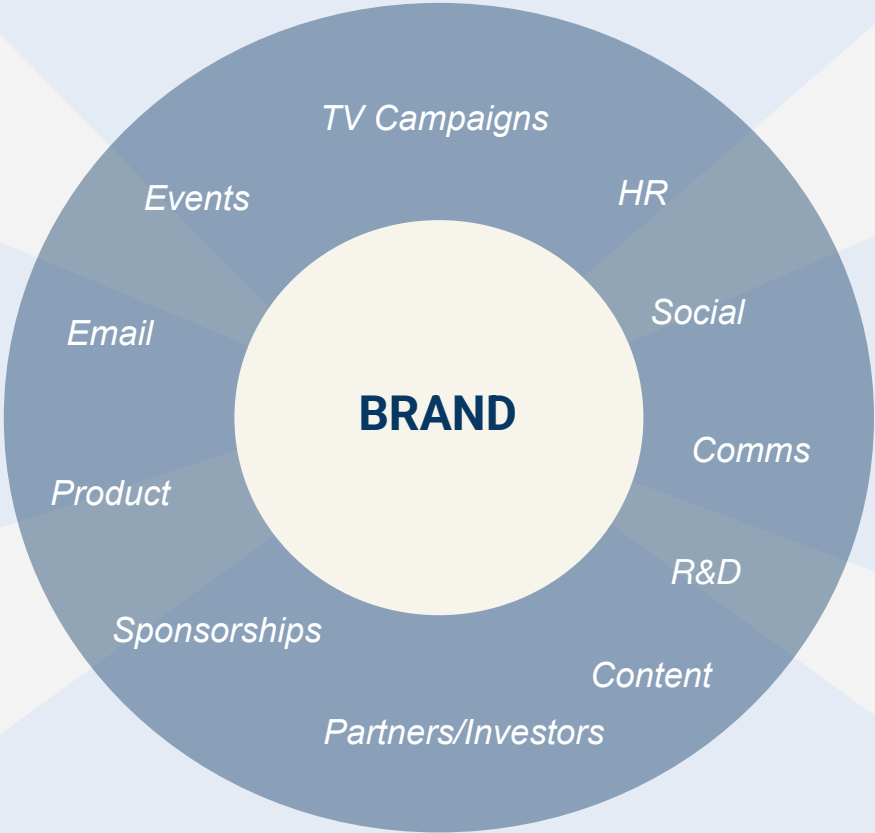 TV Campaigns
Events
HR
Social
Email
BRAND
Comms
Product
R&D
Sponsorships
Content
Partners/Investors